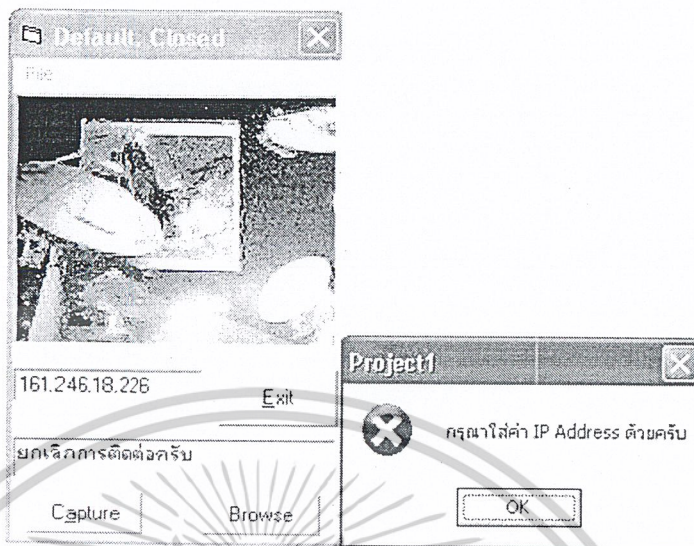 Default. Closed
File
161.246.18.226
Exit
ยกเลิกการติดต่อครับ
Capture
Browse
Project1
กรุณาใส่ค่า IP Address ด้วยครับ
OK